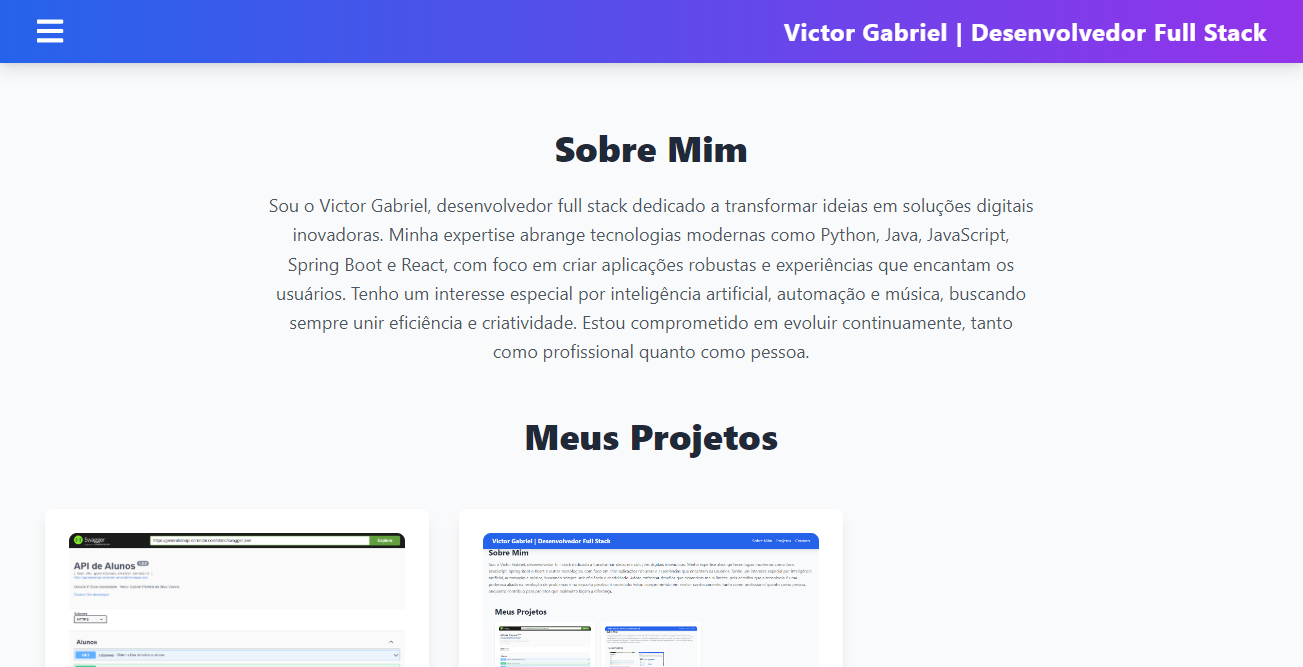 Victor Gabriel | Desenvolvedor Full Stack
Sobre Mim
Sou o Victor Gabriel, desenvolvedor full stack dedicado a transformar ideias em soluções digitais
inovadoras. Minha expertise abrange tecnologias modernas como Python, Java, JavaScript,
Spring Boot e React, com foco em criar aplicações robustas e experiências que encantam os
usuários. Tenho um interesse especial por inteligência artificial, automação e música, buscando
sempre unir eficiência e criatividade. Estou comprometido em evoluir continuamente, tanto
como profissional quanto como pessoa.
Meus Projetos
Swagger
Explore
API de Alunos
Alunos
Victor Gabriel | Desenvolvedor Full Stack
Sobre Mim Projetos Contato
Sobre Mim
Meus Projetos